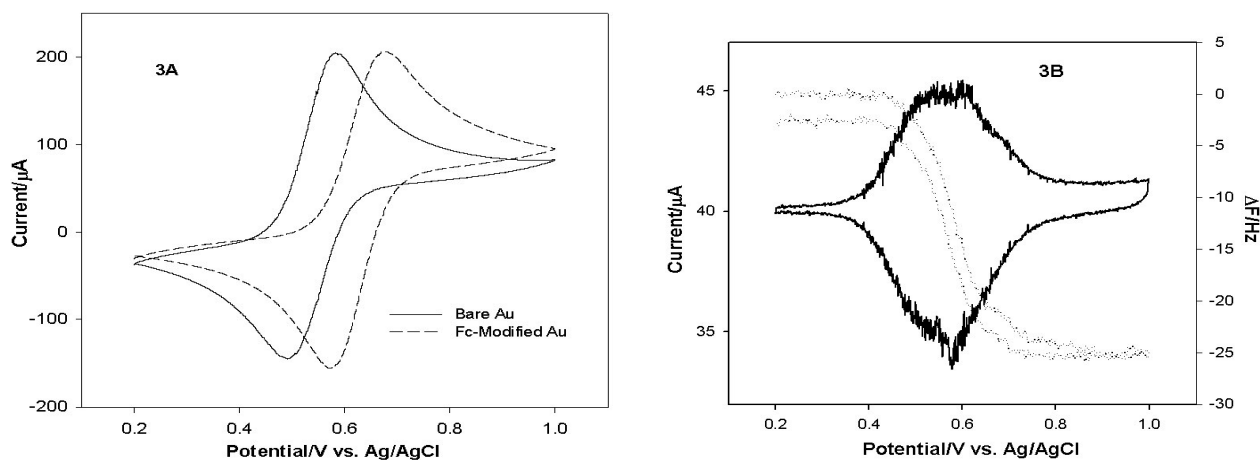 3A
Current/µA
200
100
0
-100
-200
0.2 0.4 0.6 0.8 1.0
Potential/V vs. Ag/AgCl
Bare Au
Fc-Modified Au
3B
Current/µA
45
40
35
5
0
-5
-10
-15
-20
-25
-30
ΔF/Hz
0.2 0.4 0.6 0.8 1.0
Potential/V vs. Ag/AgCl